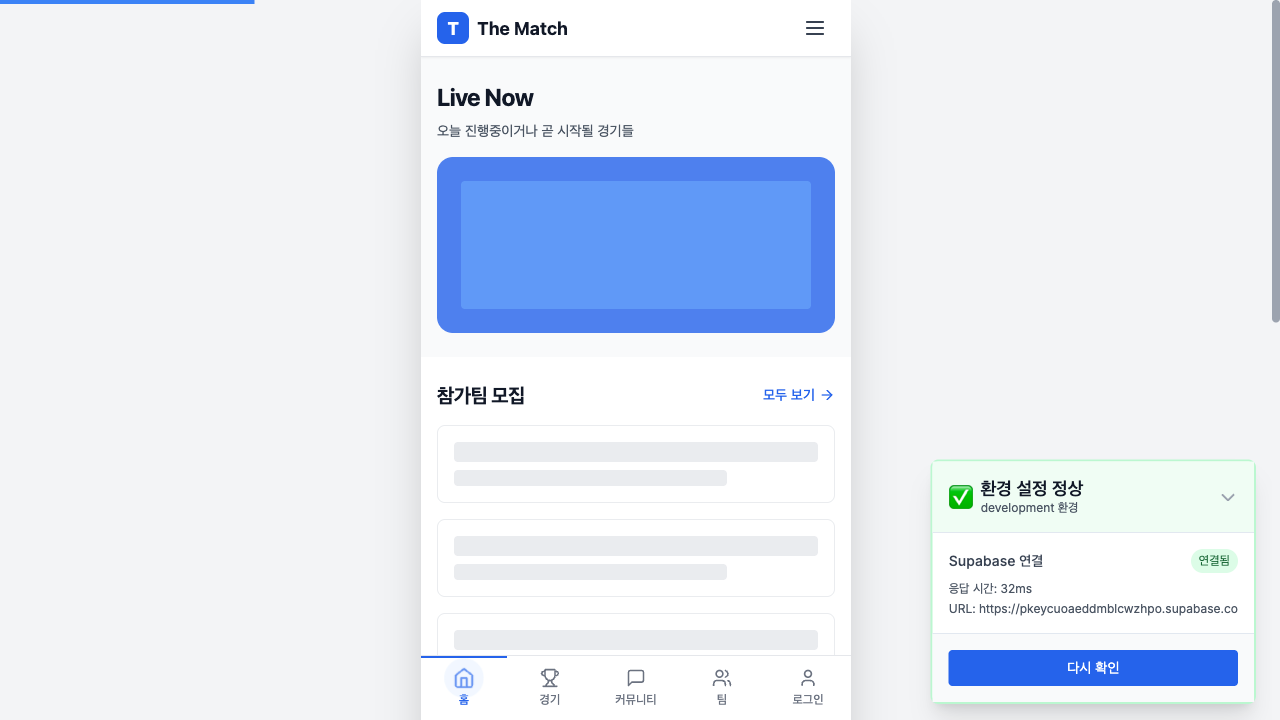 T The Match
Live Now
오늘 진행중이거나 곧 시작될 경기들
참가팀 모집
모두 보기 →
환경 설정 정상
development 환경
Supabase 연결
연결됨
응답 시간: 32ms
URL: https://pkeycuoaeddmblcwzhpo.supabase.co
다시 확인
홈
경기
커뮤니티
팀
로그인